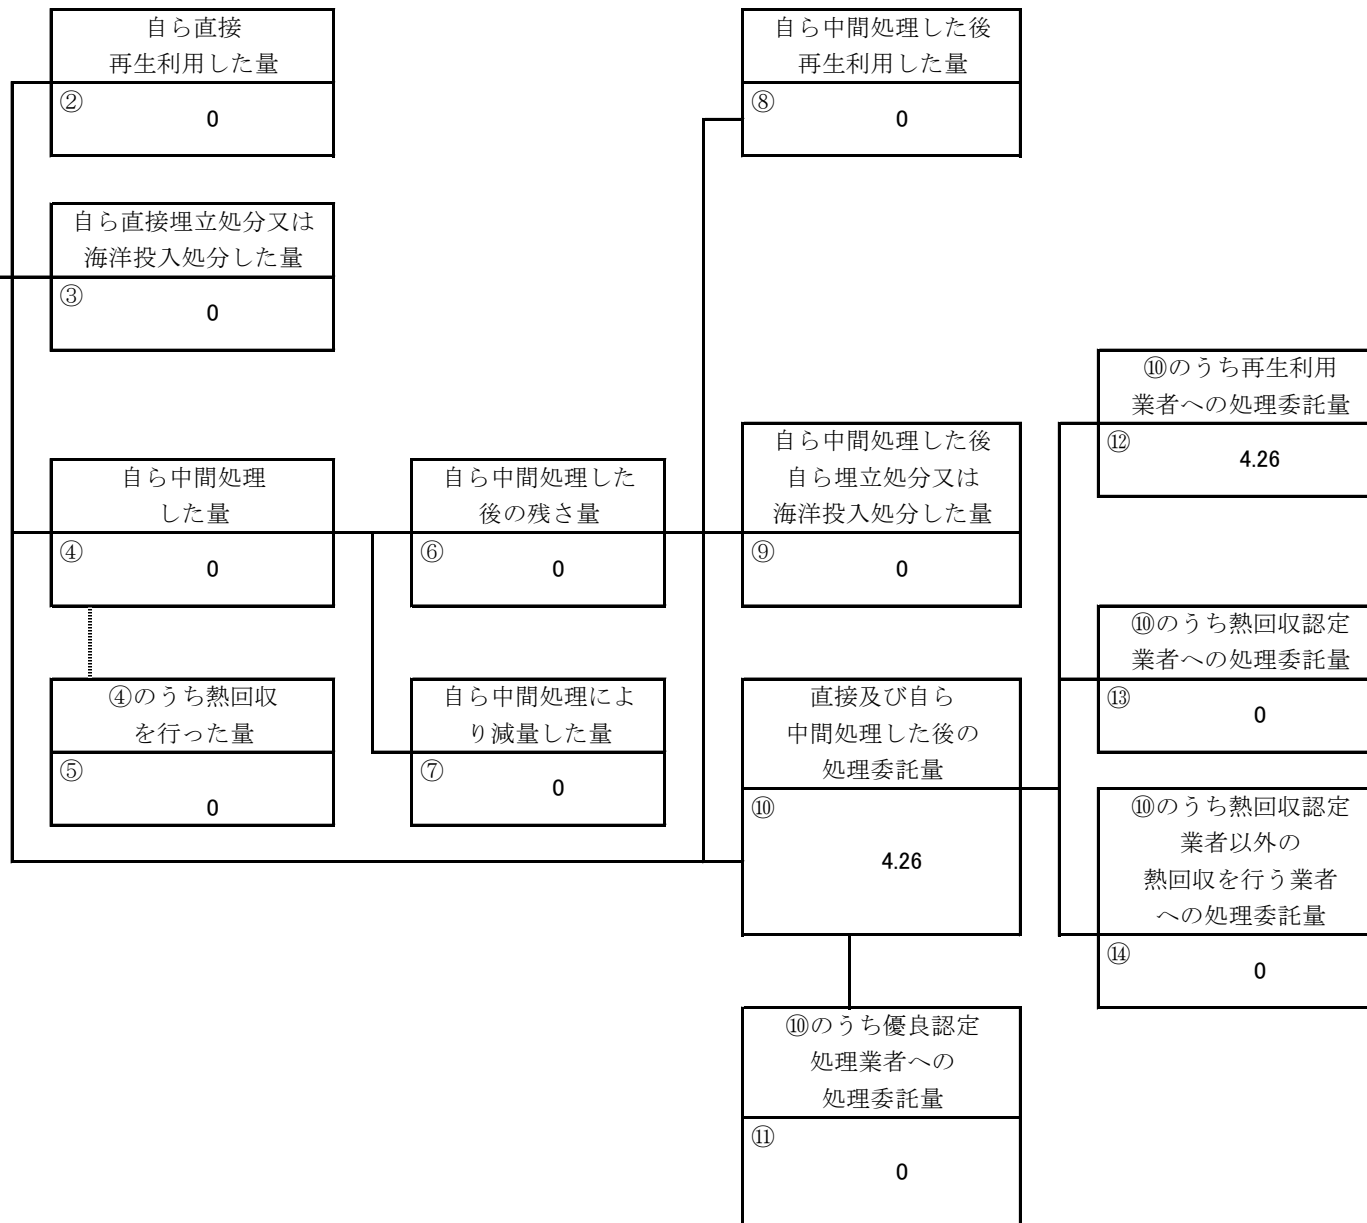 自ら直接
再生利用した量
②
0
自ら直接埋立処分又は
海洋投入処分した量
③
0
自ら中間処理
した量
④
0
④のうち熱回収
を行った量
⑤
0
自ら中間処理した
後の残さ量
⑥
0
自ら中間処理によ
り減量した量
⑦
0
自ら中間処理した後
再生利用した量
⑧
0
自ら中間処理した後
自ら埋立処分又は
海洋投入処分した量
⑨
0
直接及び自ら
中間処理した後の
処理委託量
⑩
4.26
⑩のうち優良認定
処理業者への
処理委託量
⑪
0
⑩のうち再生利用
業者への処理委託量
⑫
4.26
⑩のうち熱回収認定
業者への処理委託量
⑬
0
⑩のうち熱回収認定
業者以外の
熱回収を行う業者
への処理委託量
⑭
0